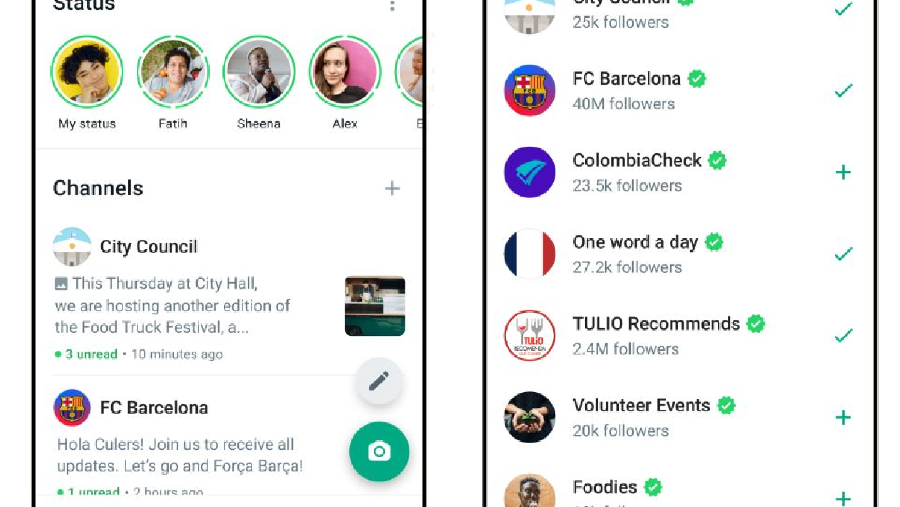 Status
My status
Fatih
Sheena
Alex
Channels
City Council
This Thursday at City Hall,
we are hosting another edition of
the Food Truck Festival, a...
3 unread • 10 minutes ago
FC Barcelona
Hola Culers! Join us to receive all
updates. Let's go and Força Barça!
1 unread • 2 hours ago
City Council
25k followers
FC Barcelona
40M followers
ColombiaCheck
23.5k followers
One word a day
27.2k followers
TULIO Recommends
2.4M followers
TULIO
RECOMIENDA
Volunteer Events
20k followers
Foodies